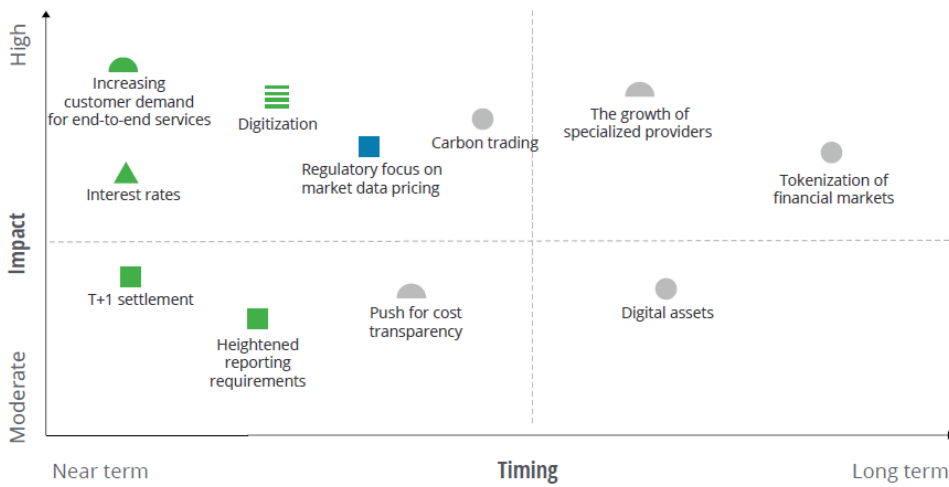 High
Increasing
customer demand
for end-to-end services
Digitization
Carbon trading
The growth of
specialized providers
Regulatory focus on
market data pricing
Tokenization of
financial markets
Interest rates
Impact
T+1 settlement
Push for cost
transparency
Digital assets
Heightened
reporting
requirements
Moderate
Near term
Timing
Long term